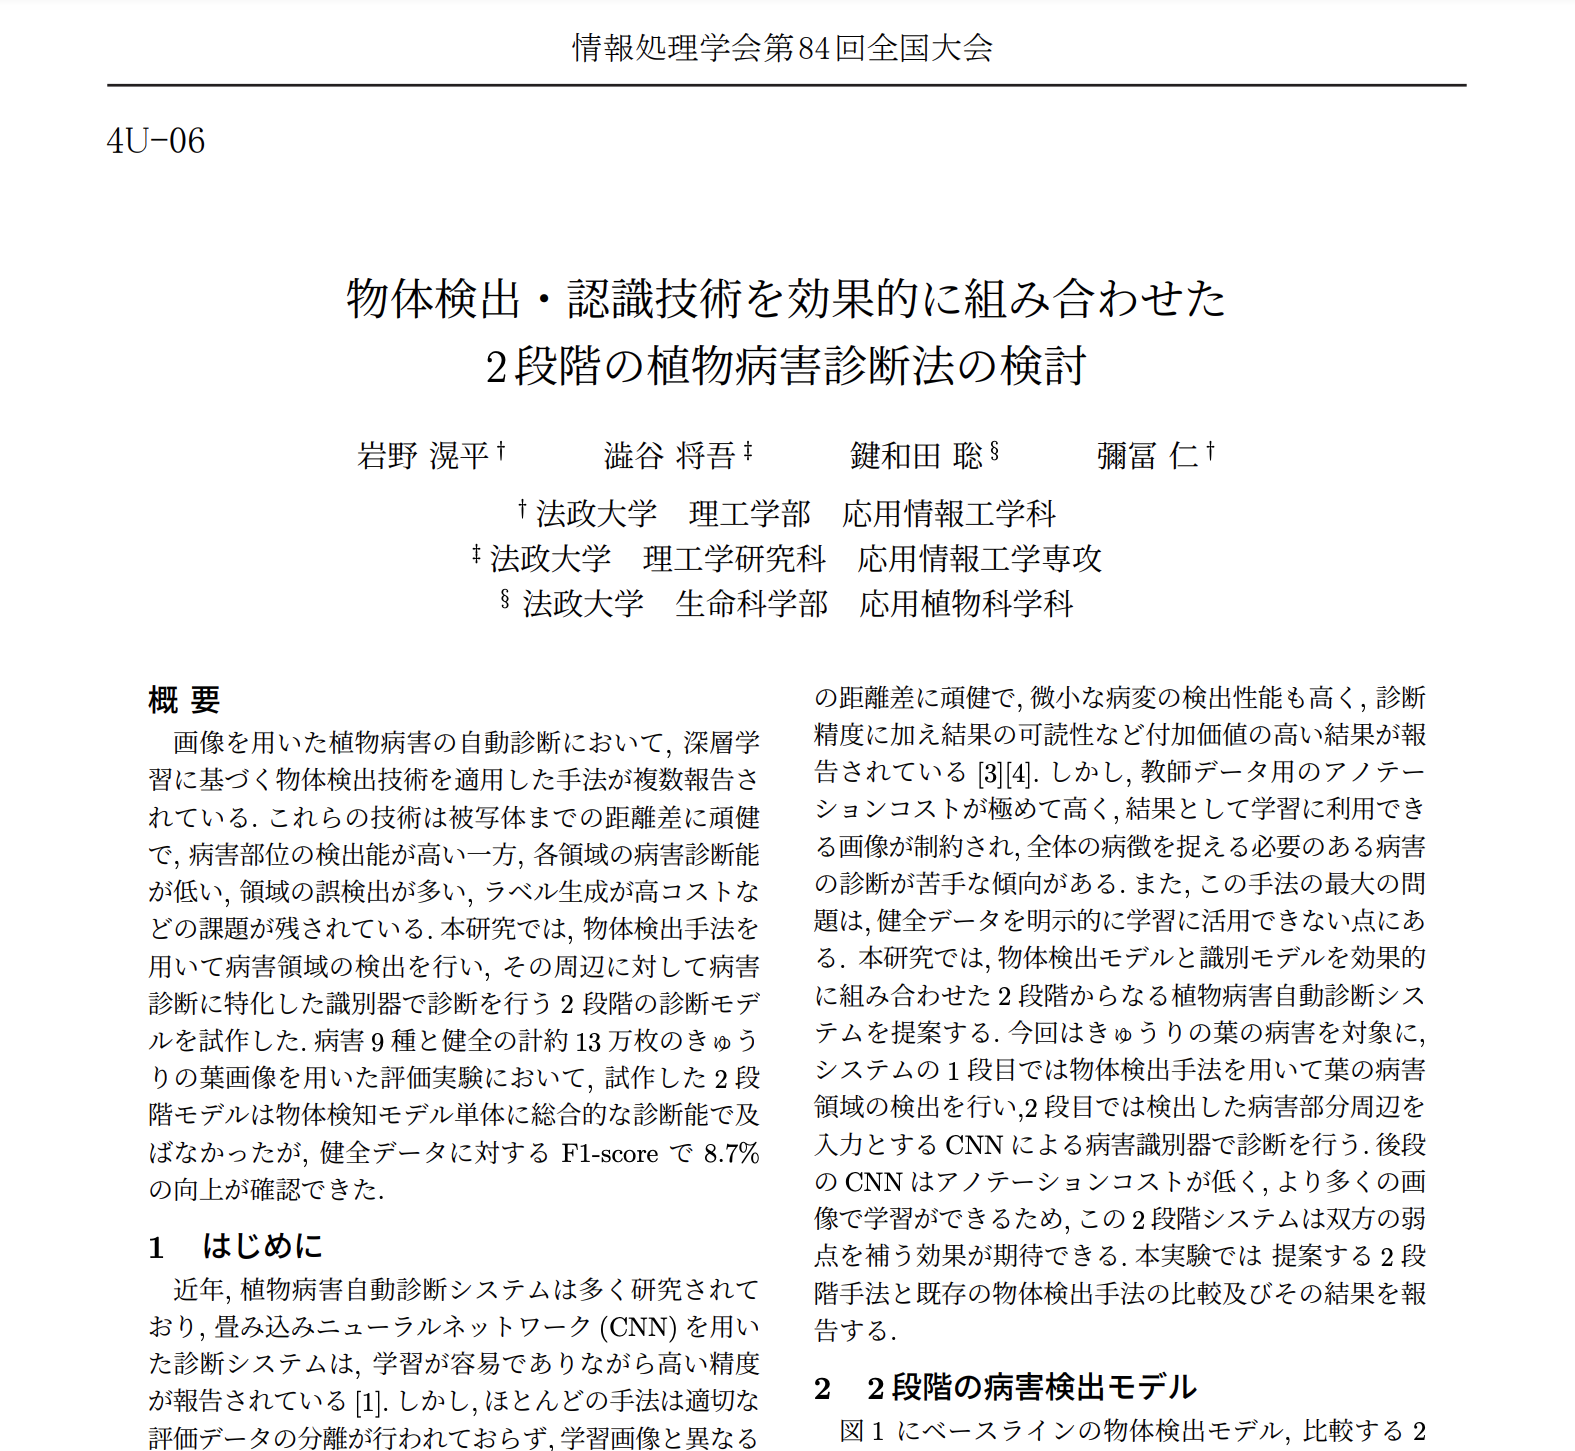 情報処理学会第84回全国大会
4U−06
物体検出・認識技術を効果的に組み合わせた
2段階の植物病害診断法の検討
岩野 滉平† 澁谷 将吾‡ 鍵和田 聡§ 彌冨 仁†
†法政大学 理工学部 応用情報工学科
‡法政大学 理工学研究科 応用情報工学専攻
§法政大学 生命科学部 応用植物科学科
概 要
画像を用いた植物病害の自動診断において, 深層学
習に基づく物体検出技術を適用した手法が複数報告さ
れている. これらの技術は被写体までの距離差に頑健
で, 病害部位の検出能が高い一方, 各領域の病害診断能
が低い, 領域の誤検出が多い, ラベル生成が高コストな
どの課題が残されている. 本研究では, 物体検出手法を
用いて病害領域の検出を行い, その周辺に対して病害
診断に特化した識別器で診断を行う 2 段階の診断モデ
ルを試作した. 病害 9 種と健全の計約 13 万枚のきゅう
りの葉画像を用いた評価実験において, 試作した 2 段
階モデルは物体検知モデル単体に総合的な診断能で及
ばなかったが, 健全データに対する F1-score で 8.7%
の向上が確認できた.
1 はじめに
近年, 植物病害自動診断システムは多く研究されて
おり, 畳み込みニューラルネットワーク (CNN) を用い
た診断システムは, 学習が容易でありながら高い精度
が報告されている [1]. しかし, ほとんどの手法は適切な
評価データの分離が行われておらず, 学習画像と異なる
の距離差に頑健で, 微小な病変の検出性能も高く, 診断
精度に加え結果の可読性など付加価値の高い結果が報
告されている [3][4]. しかし, 教師データ用のアノテー
ションコストが極めて高く, 結果として学習に利用でき
る画像が制約され, 全体の病徴を捉える必要のある病害
の診断が苦手な傾向がある. また, この手法の最大の問
題は, 健全データを明示的に学習に活用できない点にあ
る. 本研究では, 物体検出モデルと識別モデルを効果的
に組み合わせた 2 段階からなる植物病害自動診断シス
テムを提案する. 今回はきゅうりの葉の病害を対象に,
システムの 1 段目では物体検出手法を用いて葉の病害
領域の検出を行い,2 段目では検出した病害部分周辺を
入力とする CNN による病害識別器で診断を行う. 後段
の CNN はアノテーションコストが低く, より多くの画
像で学習ができるため, この 2 段階システムは双方の弱
点を補う効果が期待できる. 本実験では 提案する 2 段
階手法と既存の物体検出手法の比較及びその結果を報
告する.
2 2 段階の病害検出モデル
図 1 にベースラインの物体検出モデル, 比較する 2